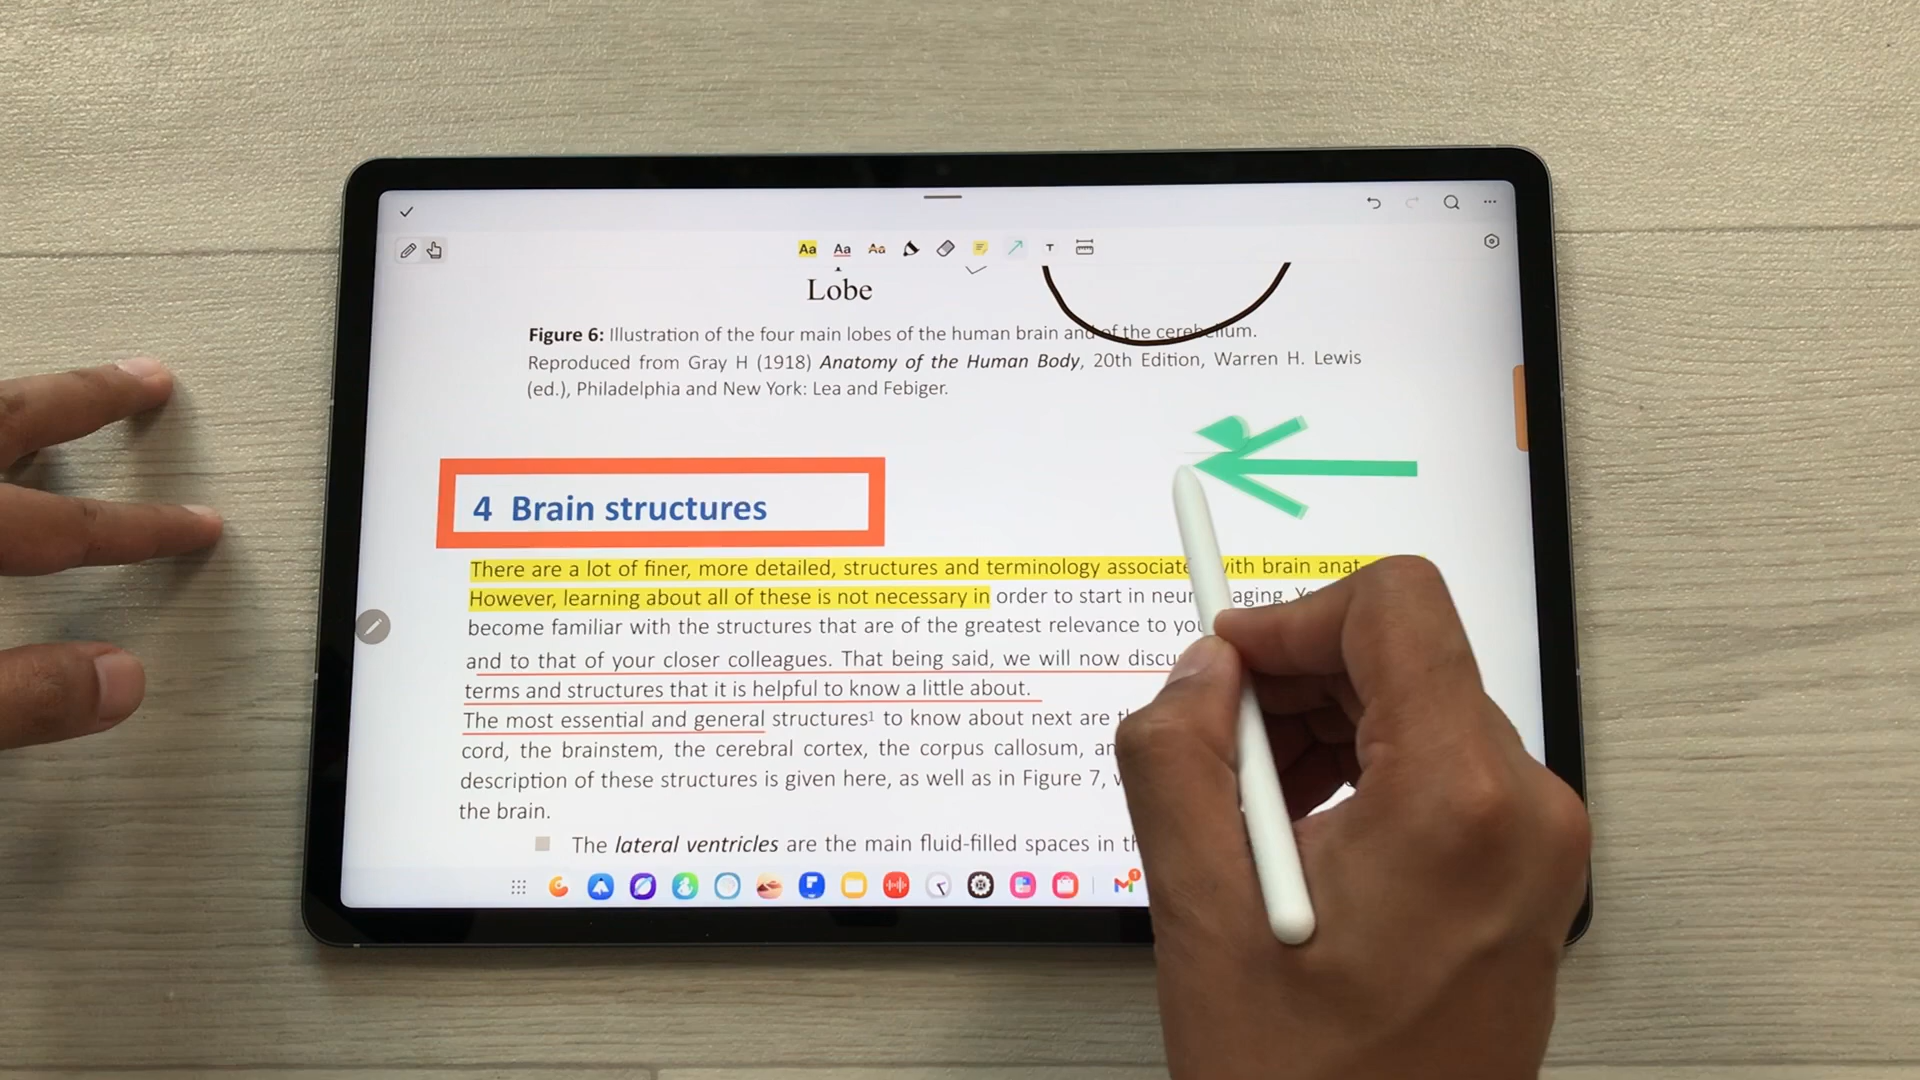 Aa Aa Aa T
Lobe
Figure 6: Illustration of the four main lobes of the human brain and of the cerebellum.
Reproduced from Gray H (1918) Anatomy of the Human Body, 20th Edition, Warren H. Lewis
(ed.), Philadelphia and New York: Lea and Febiger.
4 Brain structures
There are a lot of finer, more detailed, structures and terminology associate with brain anat-
However, learning about all of these is not necessary in order to start in neur aging.
become familiar with the structures that are of the greatest relevance to you
and to that of your closer colleagues. That being said, we will now discu
terms and structures that it is helpful to know a little about.
The most essential and general structures¹ to know about next are th
cord, the brainstem, the cerebral cortex, the corpus callosum, an
description of these structures is given here, as well as in Figure 7,
the brain.
The lateral ventricles are the main fluid-filled spaces in th
1